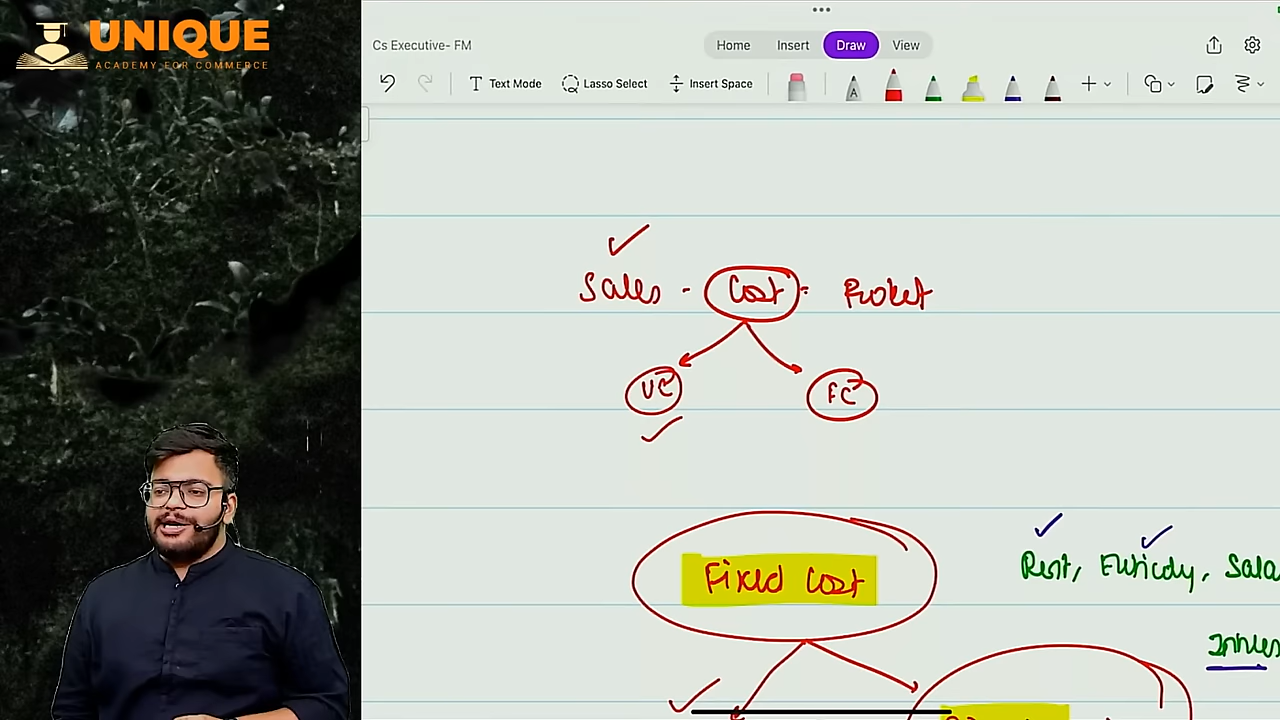 UNIQUE
ACADEMY FOR COMMERCE
Cs Executive- FM
Home Insert Draw View
Text Mode Lasso Select Insert Space
Sales - Cost = Profit
VC FC
Fixed Cost
Rent, Sala